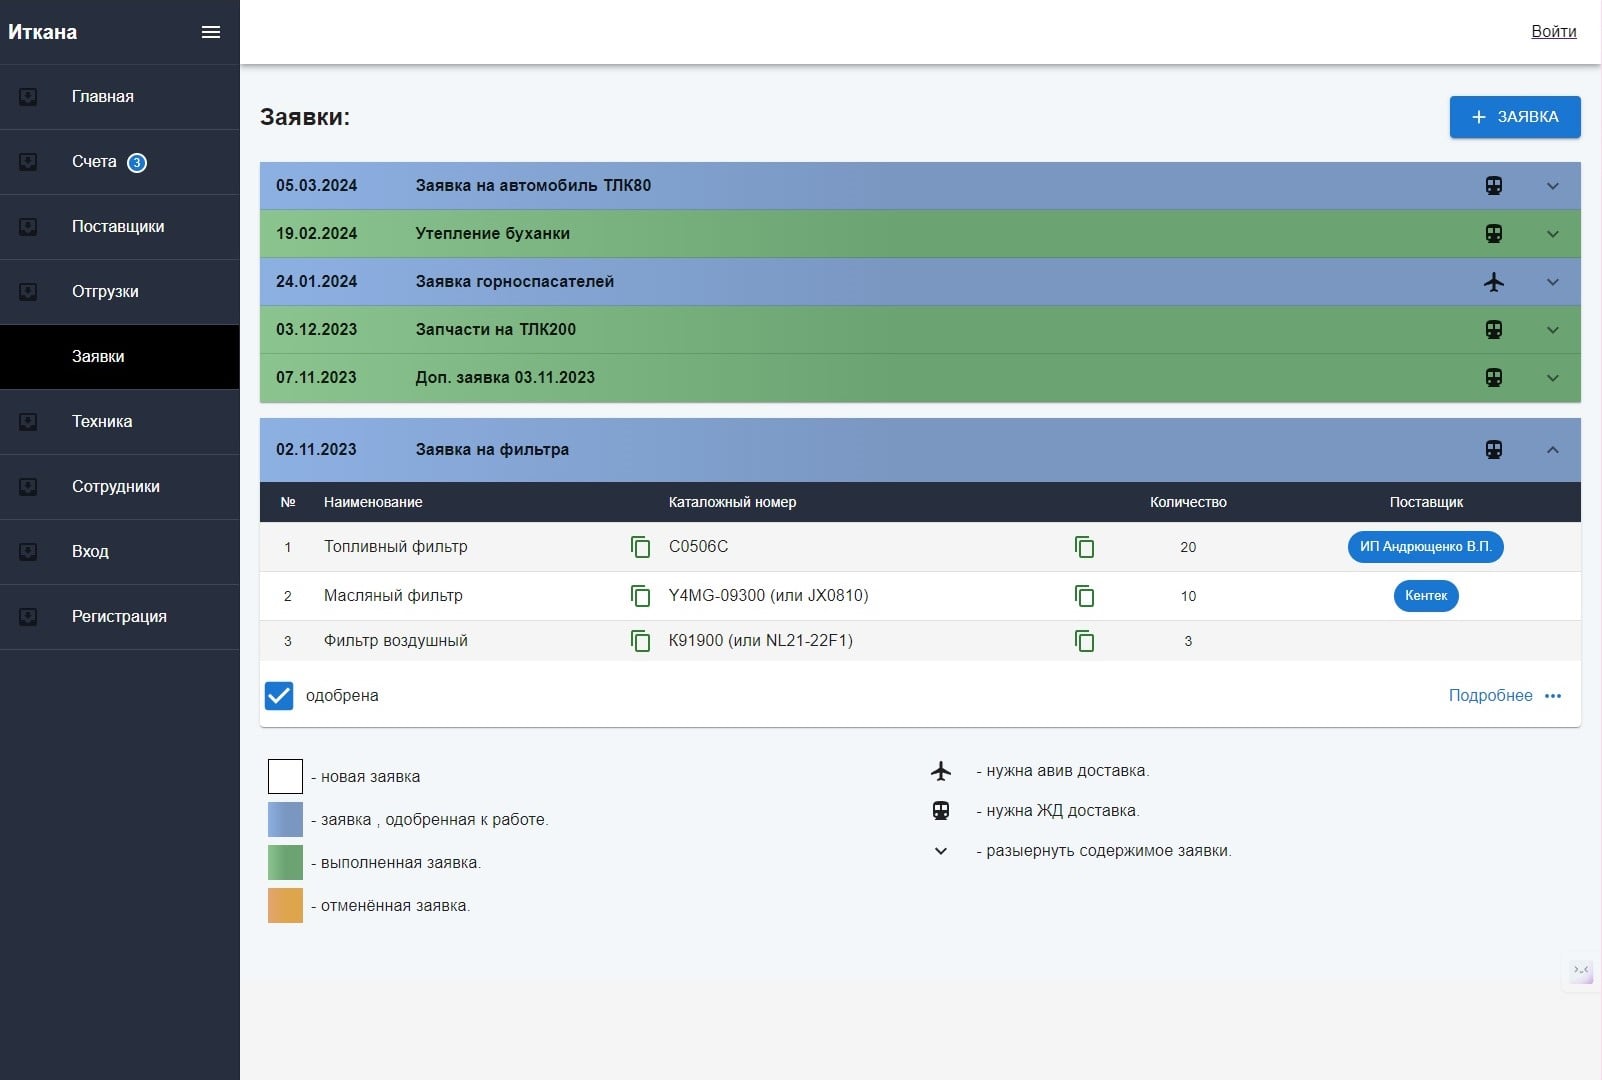 Иткана
Войти
Главная
Счета 3
Поставщики
Отгрузки
Заявки
Техника
Сотрудники
Вход
Регистрация
Заявки:
+ ЗАЯВКА
05.03.2024 Заявка на автомобиль ТЛК80
19.02.2024 Утепление буханки
24.01.2024 Заявка горноспасателей
03.12.2023 Запчасти на ТЛК200
07.11.2023 Доп. заявка 03.11.2023
02.11.2023 Заявка на фильтра
№ Наименование Каталожный номер Количество Поставщик
1 Топливный фильтр C0506C 20 ИП Андрющенко В.П.
2 Масляный фильтр Y4MG-09300 (или JX0810) 10 Кентек
3 Фильтр воздушный К91900 (или NL21-22F1) 3
одобрена
Подробнее
- новая заявка
- заявка , одобренная к работе.
- выполненная заявка.
- отменённая заявка.
- нужна авив доставка.
- нужна ЖД доставка.
- разыернуть содержимое заявки.